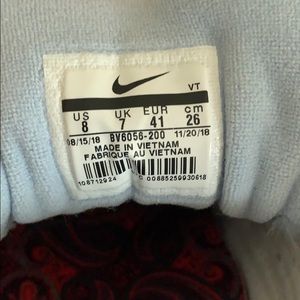 VT
US UK EUR cm
8 7 41 26
08/15/18 BV6056-200 11/20/18
MADE IN VIETNAM
FABRIQUE AU VIETNAM
108712924 G 00885259930618